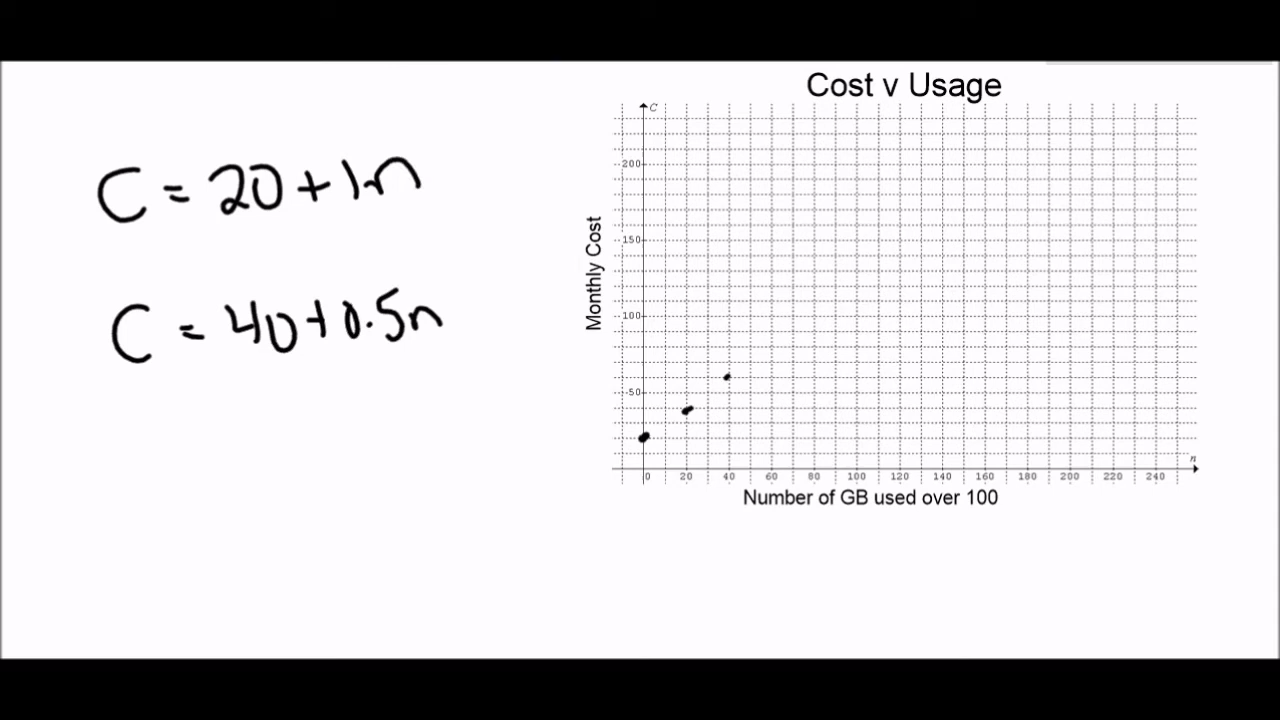 Cost v Usage
C = 20 + 1n
C = 40 + 0.5n
C
200
150
100
50
Monthly Cost
n
0 20 40 60 80 100 120 140 160 180 200 220 240
Number of GB used over 100